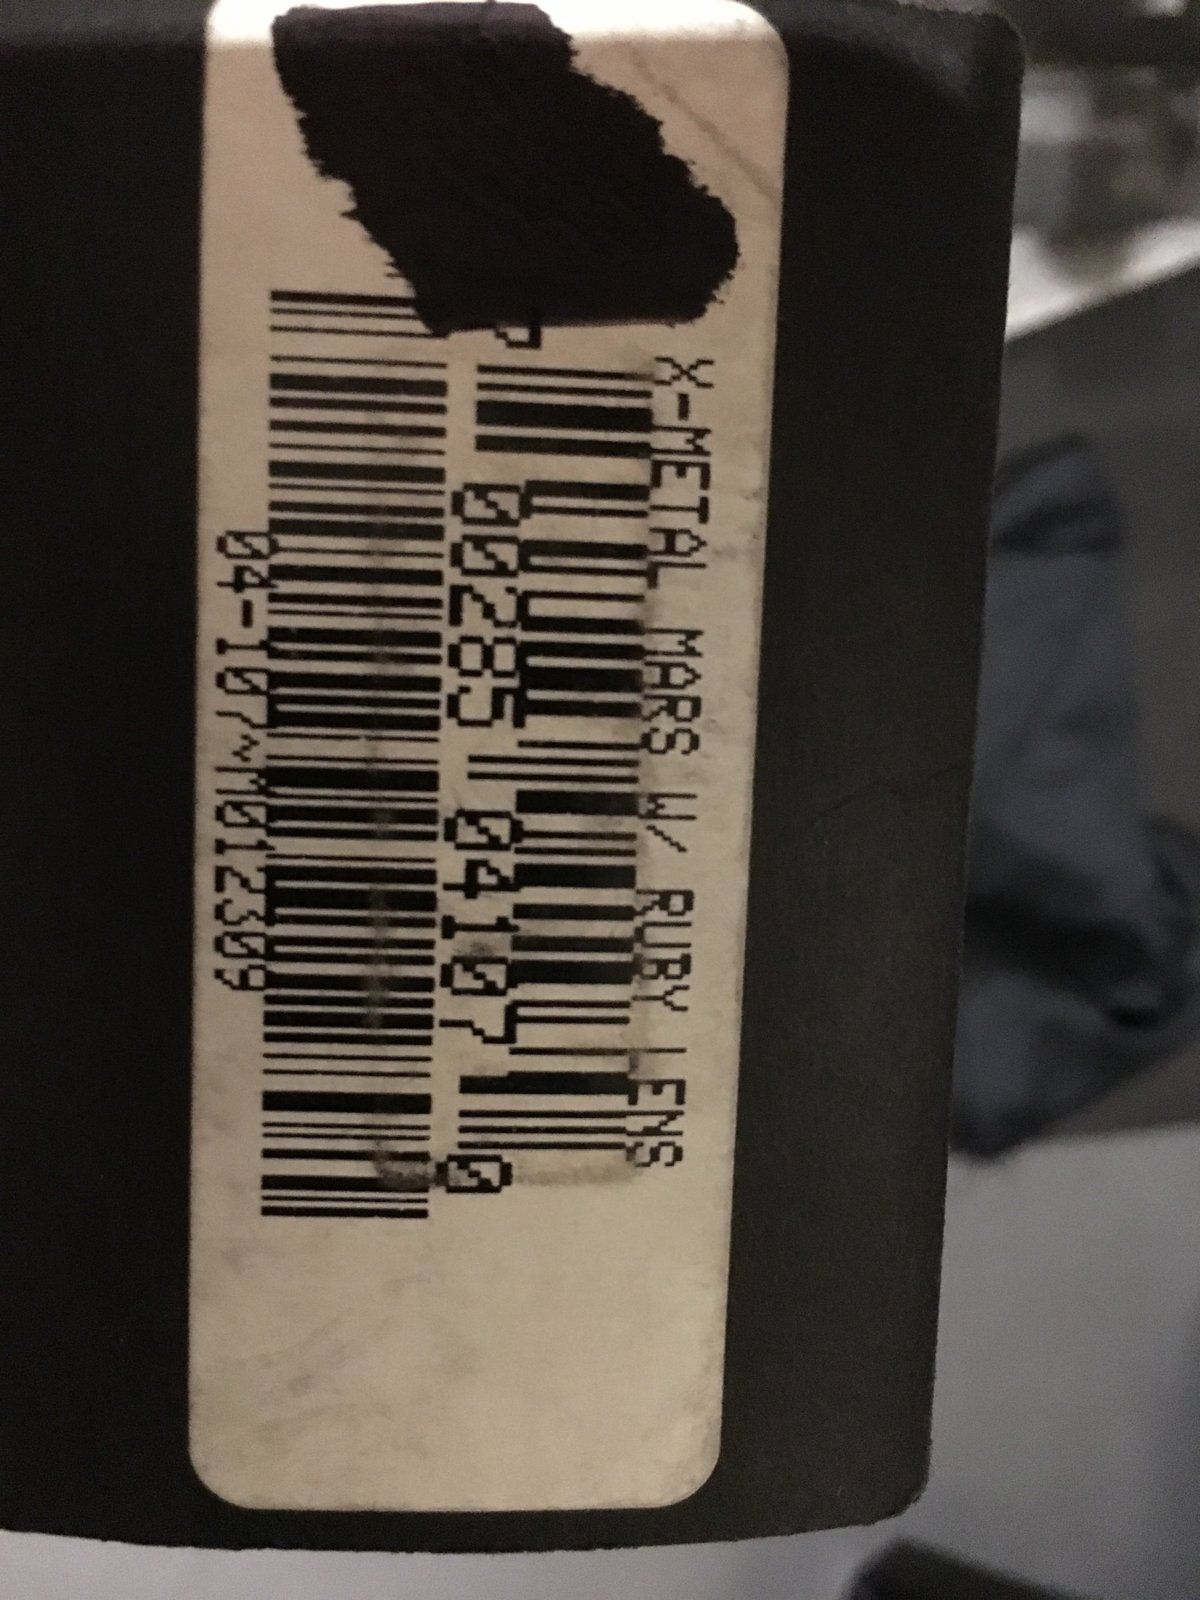 X-METAL MARS W/ RUBY LENS
P
00285 04107 0
04-107~M012309